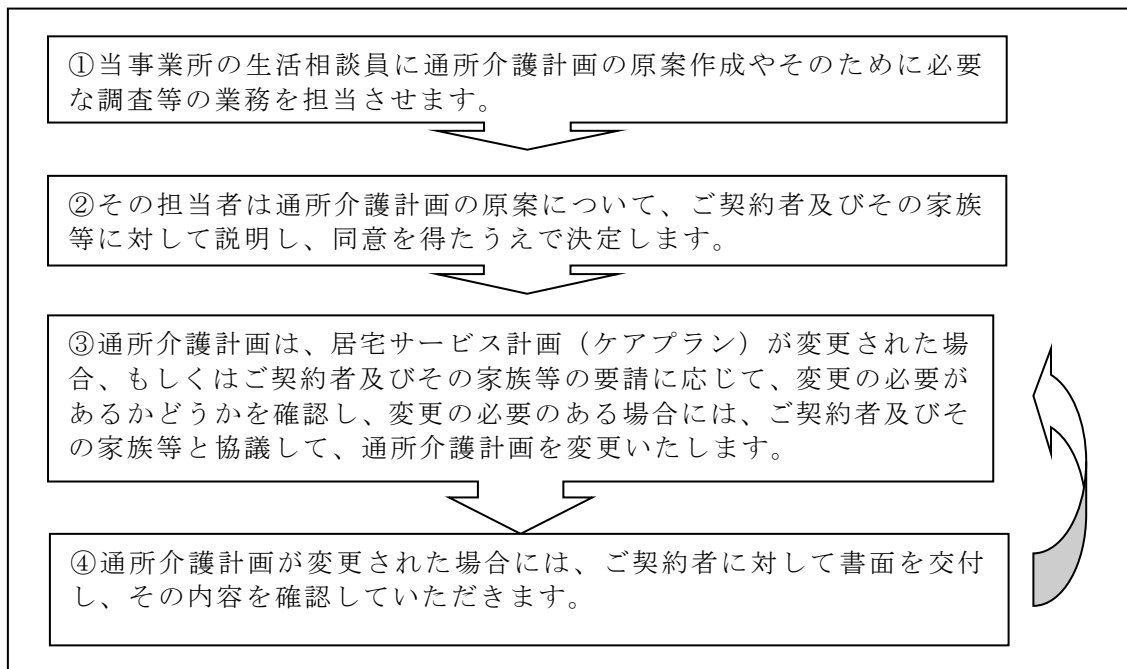 ①当事業所の生活相談員に通所介護計画の原案作成やそのために必要
な調査等の業務を担当させます。
②その担当者は通所介護計画の原案について、ご契約者及びその家族
等に対して説明し、同意を得たうえで決定します。
③通所介護計画は、居宅サービス計画（ケアプラン）が変更された場
合、もしくはご契約者及びその家族等の要請に応じて、変更の必要が
あるかどうかを確認し、変更の必要のある場合には、ご契約者及びそ
の家族等と協議して、通所介護計画を変更いたします。
④通所介護計画が変更された場合には、ご契約者に対して書面を交付
し、その内容を確認していただきます。